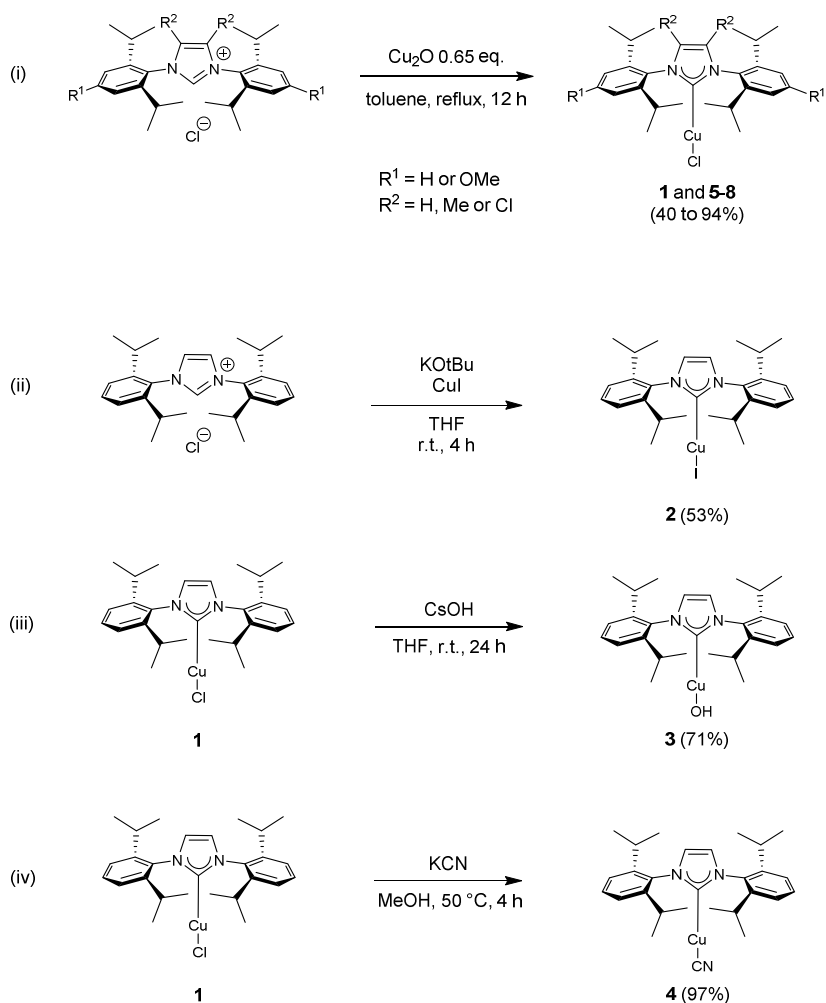 (i)
R² R²
N N ⊕
R¹ R¹
Cl ⊖
Cu₂O 0.65 eq.
toluene, reflux, 12 h
R¹ = H or OMe
R² = H, Me or Cl
R² R²
N N
R¹ R¹
Cu
Cl
1 and 5-8
(40 to 94%)
(ii)
N N ⊕
Cl ⊖
KOtBu
CuI
THF
r.t., 4 h
N N
Cu
I
2 (53%)
(iii)
N N
Cu
Cl
1
CsOH
THF, r.t., 24 h
N N
Cu
OH
3 (71%)
(iv)
N N
Cu
Cl
1
KCN
MeOH, 50 °C, 4 h
N N
Cu
CN
4 (97%)